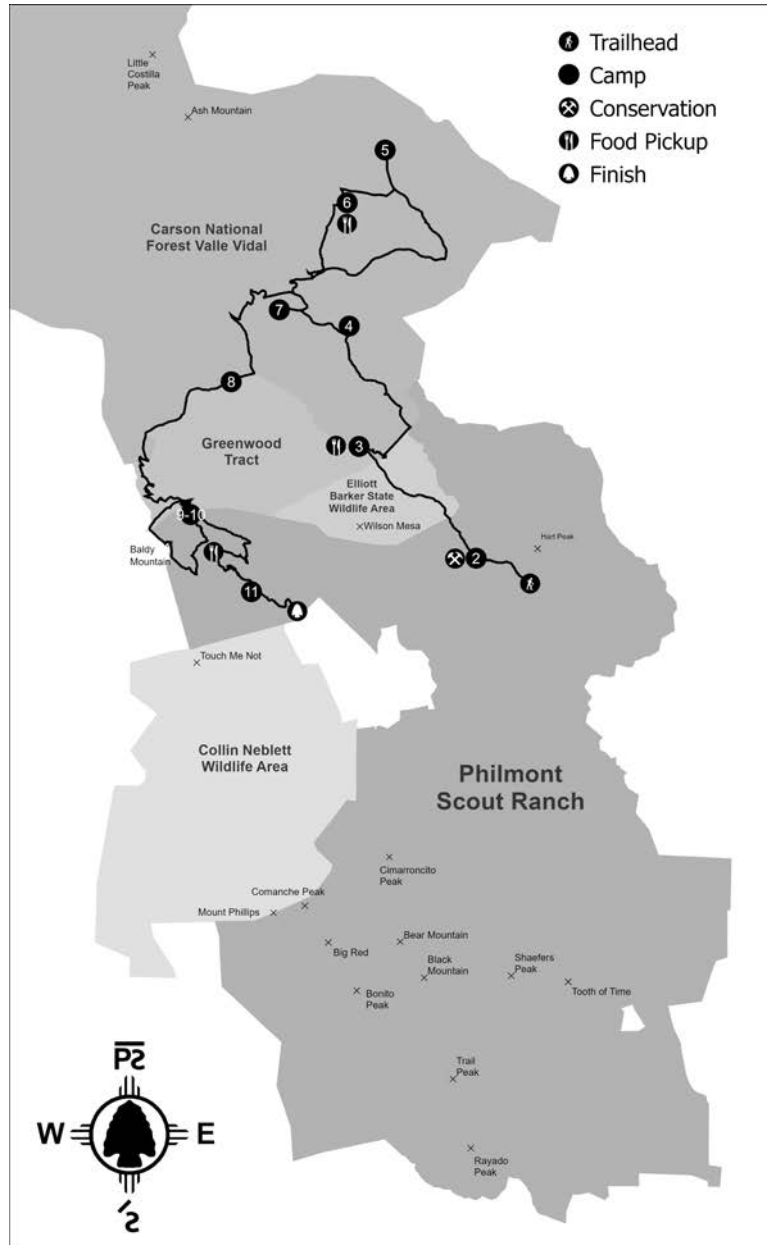 Trailhead
Camp
Conservation
Food Pickup
Finish
Little
Costilla
Peak
Ash Mountain
5
6
Carson National
Forest Valle Vidal
7
4
8
Greenwood
Tract
3
Elliott
Barker State
Wildlife Area
Wilson Mesa
9-10
Baldy
Mountain
Hart Peak
2
11
Touch Me Not
Collin Neblett
Wildlife Area
Philmont
Scout Ranch
Cimarroncito
Peak
Comanche Peak
Mount Phillips
Big Red
Bear Mountain
Black
Mountain
Shaefers
Peak
Tooth of Time
Bonito
Peak
Trail
Peak
Rayado
Peak
W
E